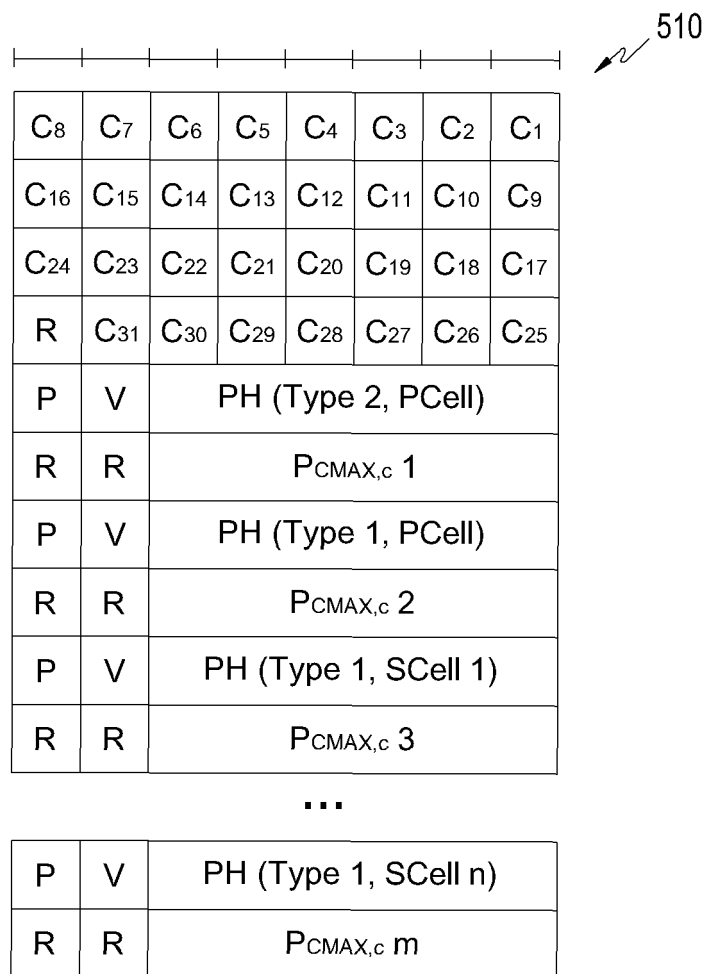 510
C8 C7 C6 C5 C4 C3 C2 C1
C16 C15 C14 C13 C12 C11 C10 C9
C24 C23 C22 C21 C20 C19 C18 C17
R C31 C30 C29 C28 C27 C26 C25
P V PH (Type 2, PCell)
R R PCMAX,c 1
P V PH (Type 1, PCell)
R R PCMAX,c 2
P V PH (Type 1, SCell 1)
R R PCMAX,c 3
...
P V PH (Type 1, SCell n)
R R PCMAX,c m